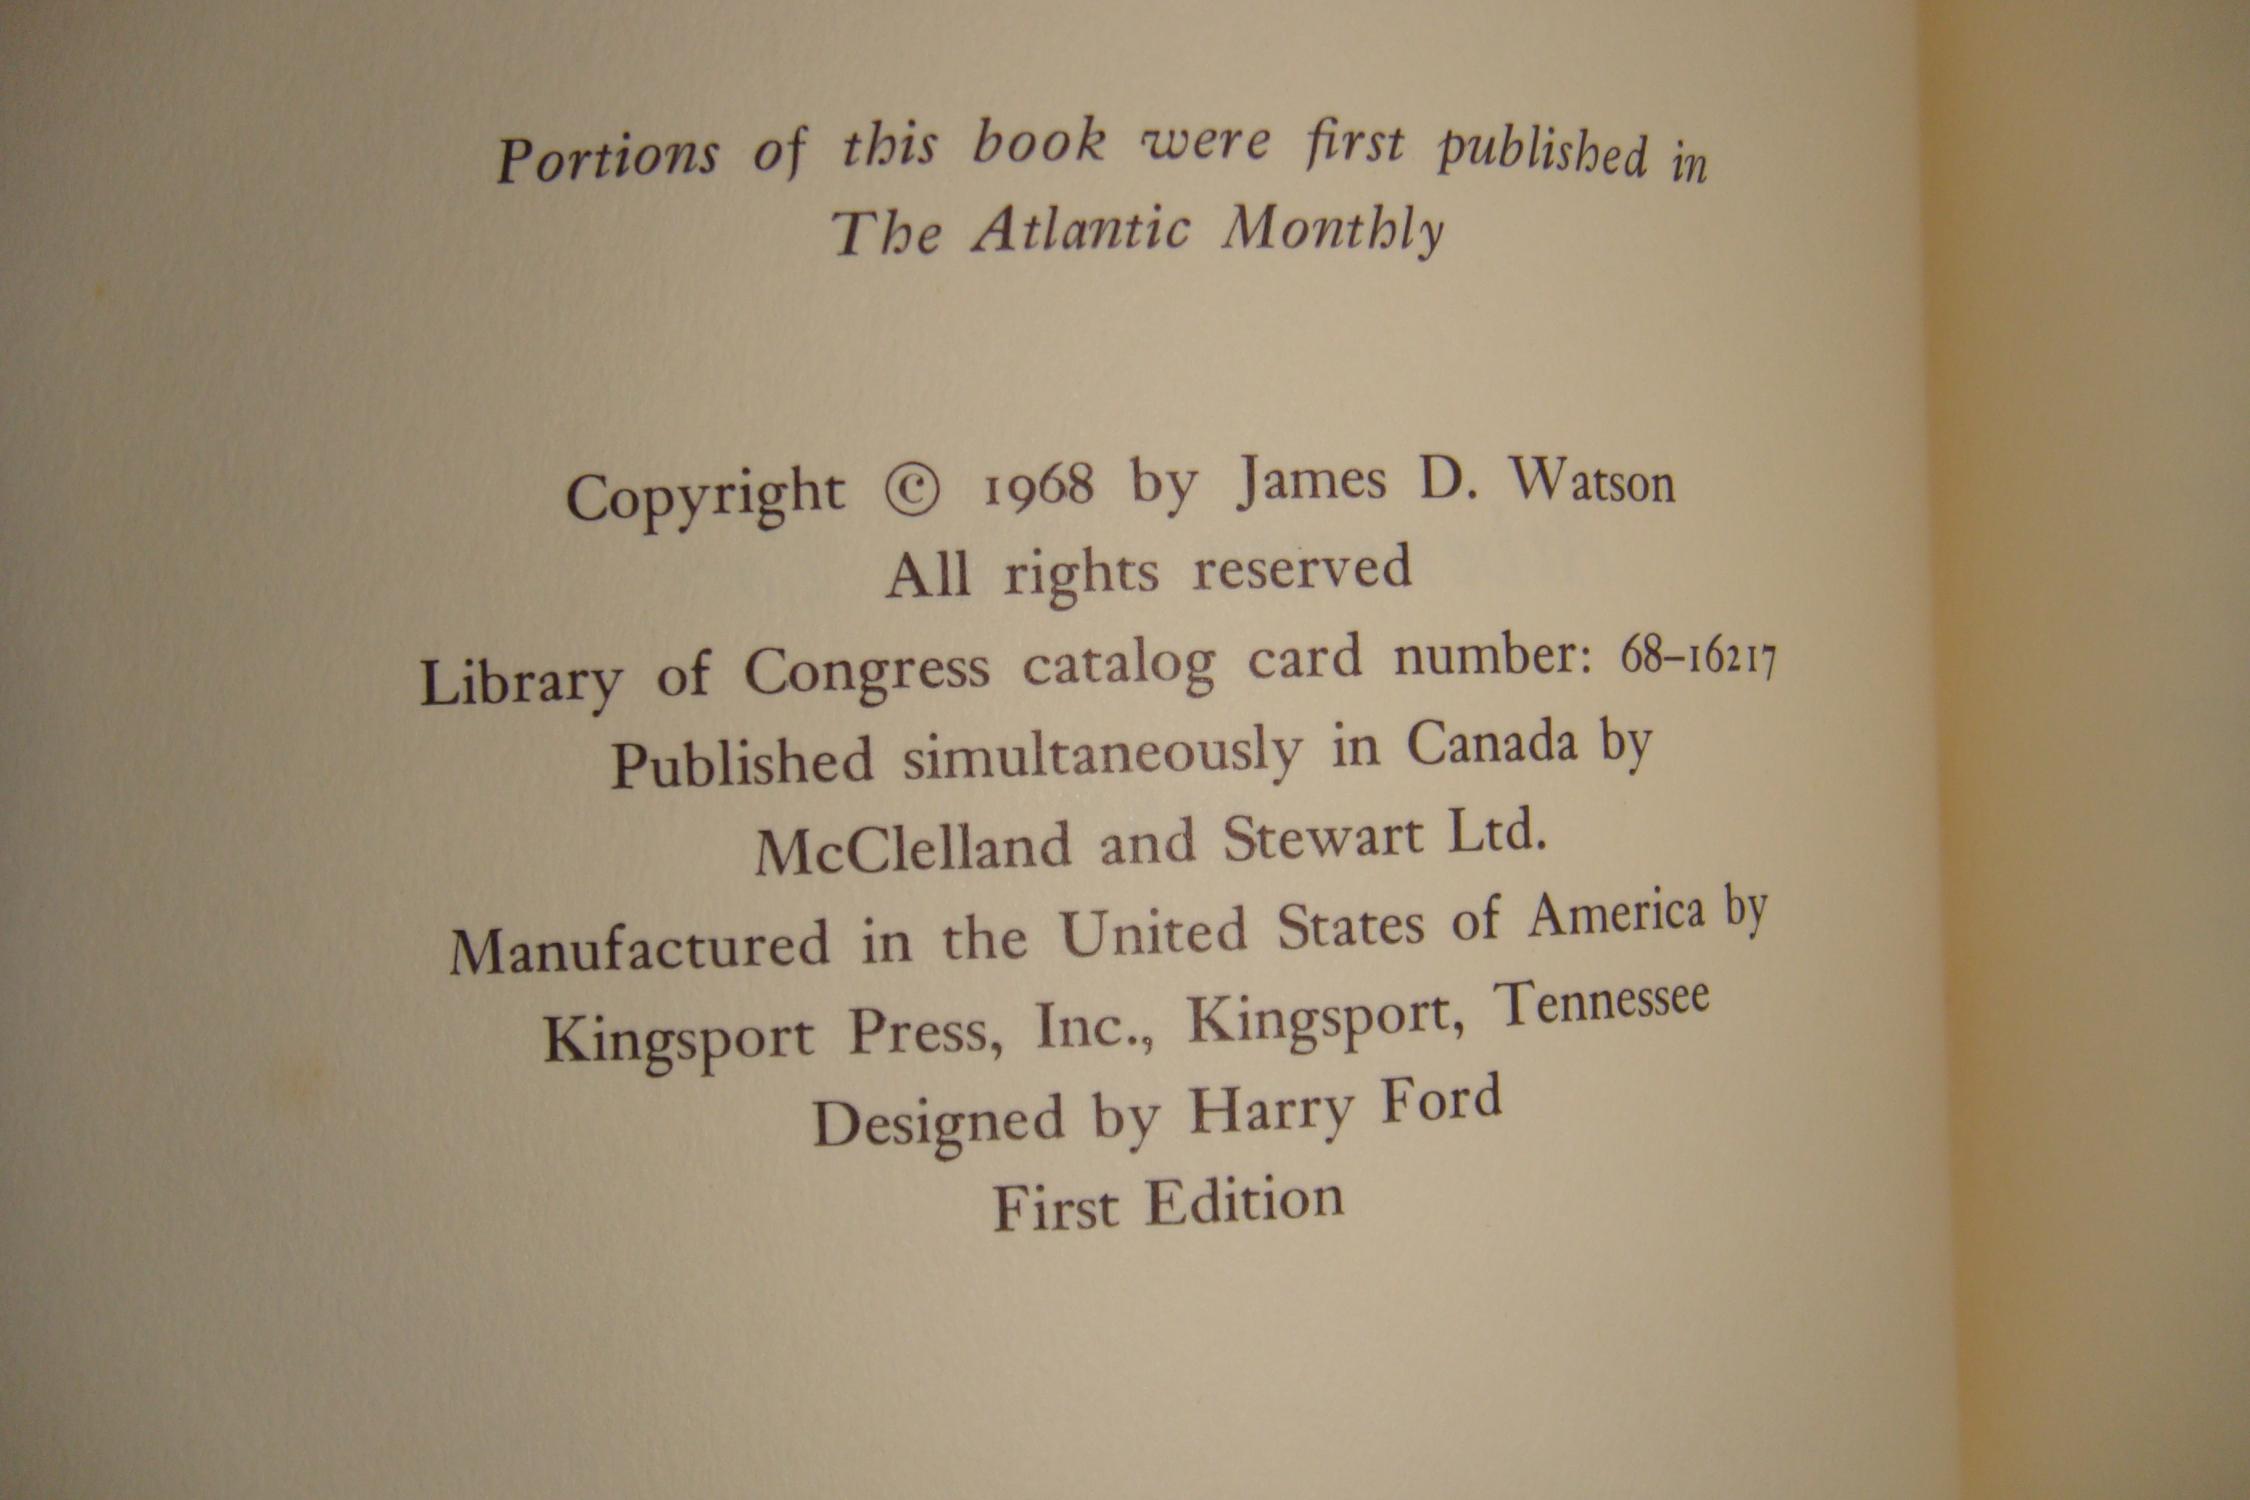 Portions of this book were first published in
The Atlantic Monthly
Copyright © 1968 by James D. Watson
All rights reserved
Library of Congress catalog card number: 68–16217
Published simultaneously in Canada by
McClelland and Stewart Ltd.
Manufactured in the United States of America by
Kingsport Press, Inc., Kingsport, Tennessee
Designed by Harry Ford
First Edition